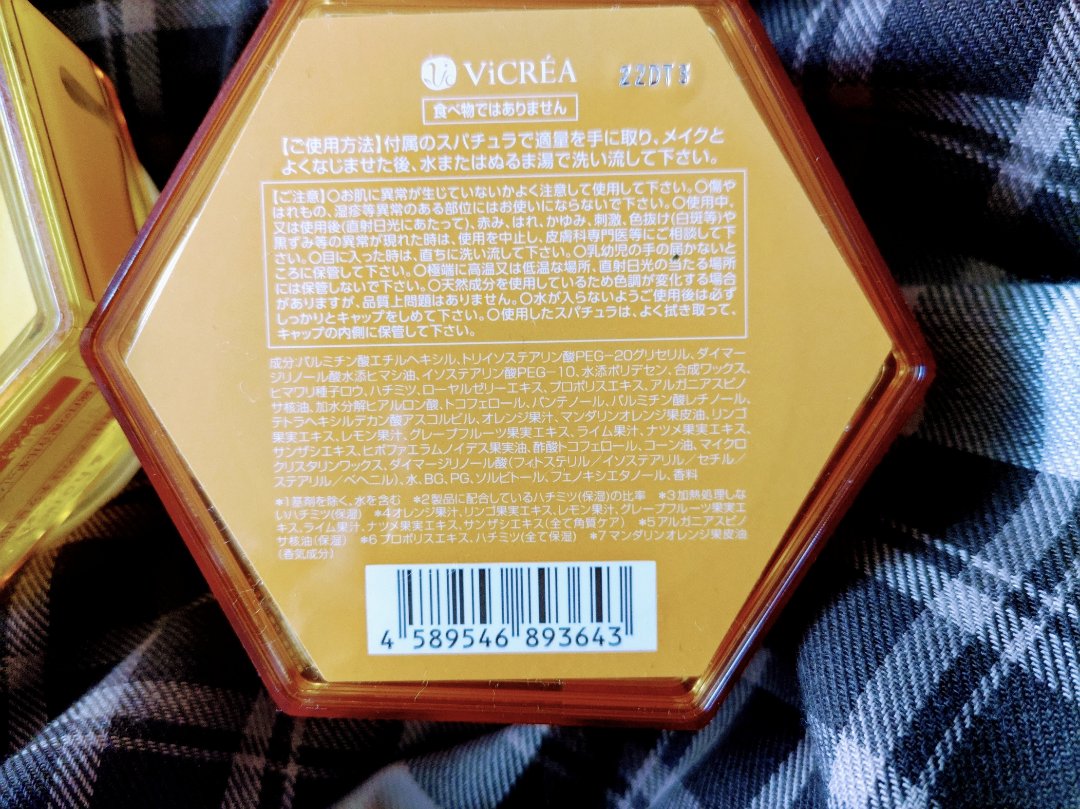 ViCRÉA
22DT3
食べ物ではありません
【ご使用方法】付属のスパチュラで適量を手に取り、メイクと
よくなじませた後、水またはぬるま湯で洗い流して下さい。
【ご注意】○お肌に異常が生じていないかよく注意して使用して下さい。○傷や
はれもの、湿疹等異常のある部位にはお使いにならないで下さい。○使用中、
又は使用後(直射日光にあたって)、赤み、はれ、かゆみ、刺激、色抜け(白斑等)や
黒ずみ等の異常が現れた時は、使用を中止し、皮膚科専門医等にご相談して下
さい。○目に入った時は、直ちに洗い流して下さい。○乳幼児の手の届かないと
ころに保管して下さい。○極端に高温又は低温な場所、直射日光の当たる場所
には保管しないで下さい。○天然成分を使用しているため色調が変化する場合
がありますが、品質上問題はありません。○水が入らないようご使用後は必ず
しっかりとキャップをしめて下さい。○使用したスパチュラは、よく拭き取って、
キャップの内側に保管して下さい。
成分:パルミチン酸エチルヘキシル、トリイソステアリン酸PEG-20グリセリル、ダイマー
ジリノール酸水添ヒマシ油、イソステアリン酸PEG-10、水添ポリデセン、合成ワックス、
ヒマワリ種子ロウ、ハチミツ、ローヤルゼリーエキス、プロポリスエキス、アルガニアスピノ
サ核油、加水分解ヒアルロン酸、トコフェロール、パンテノール、パルミチン酸レチノール、
テトラヘキシルデカン酸アスコルビル、オレンジ果汁、マンダリンオレンジ果皮油、リンゴ
果実エキス、レモン果汁、グレープフルーツ果実エキス、ライム果汁、ナツメ果実エキス、
サンザシエキス、ヒポファエラムノイデス果実油、酢酸トコフェロール、コーン油、マイクロ
クリスタリンワックス、ダイマージリノール酸(フィトステリル/イソステアリル/セチル/
ステアリル/ベヘニル)、水、BG、PG、ソルビトール、フェノキシエタノール、香料
*1基剤を除く、水を含む *2製品に配合しているハチミツ(保湿)の比率 *3加熱処理しな
いハチミツ(保湿) *4オレンジ果汁、リンゴ果実エキス、レモン果汁、グレープフルーツ果実エ
キス、ライム果汁、ナツメ果実エキス、サンザシエキス(全て角質ケア) *5アルガニアスピノ
サ核油(保湿) *6プロポリスエキス、ハチミツ(全て保湿) *7マンダリンオレンジ果皮油
(香気成分)
4 589546 893643